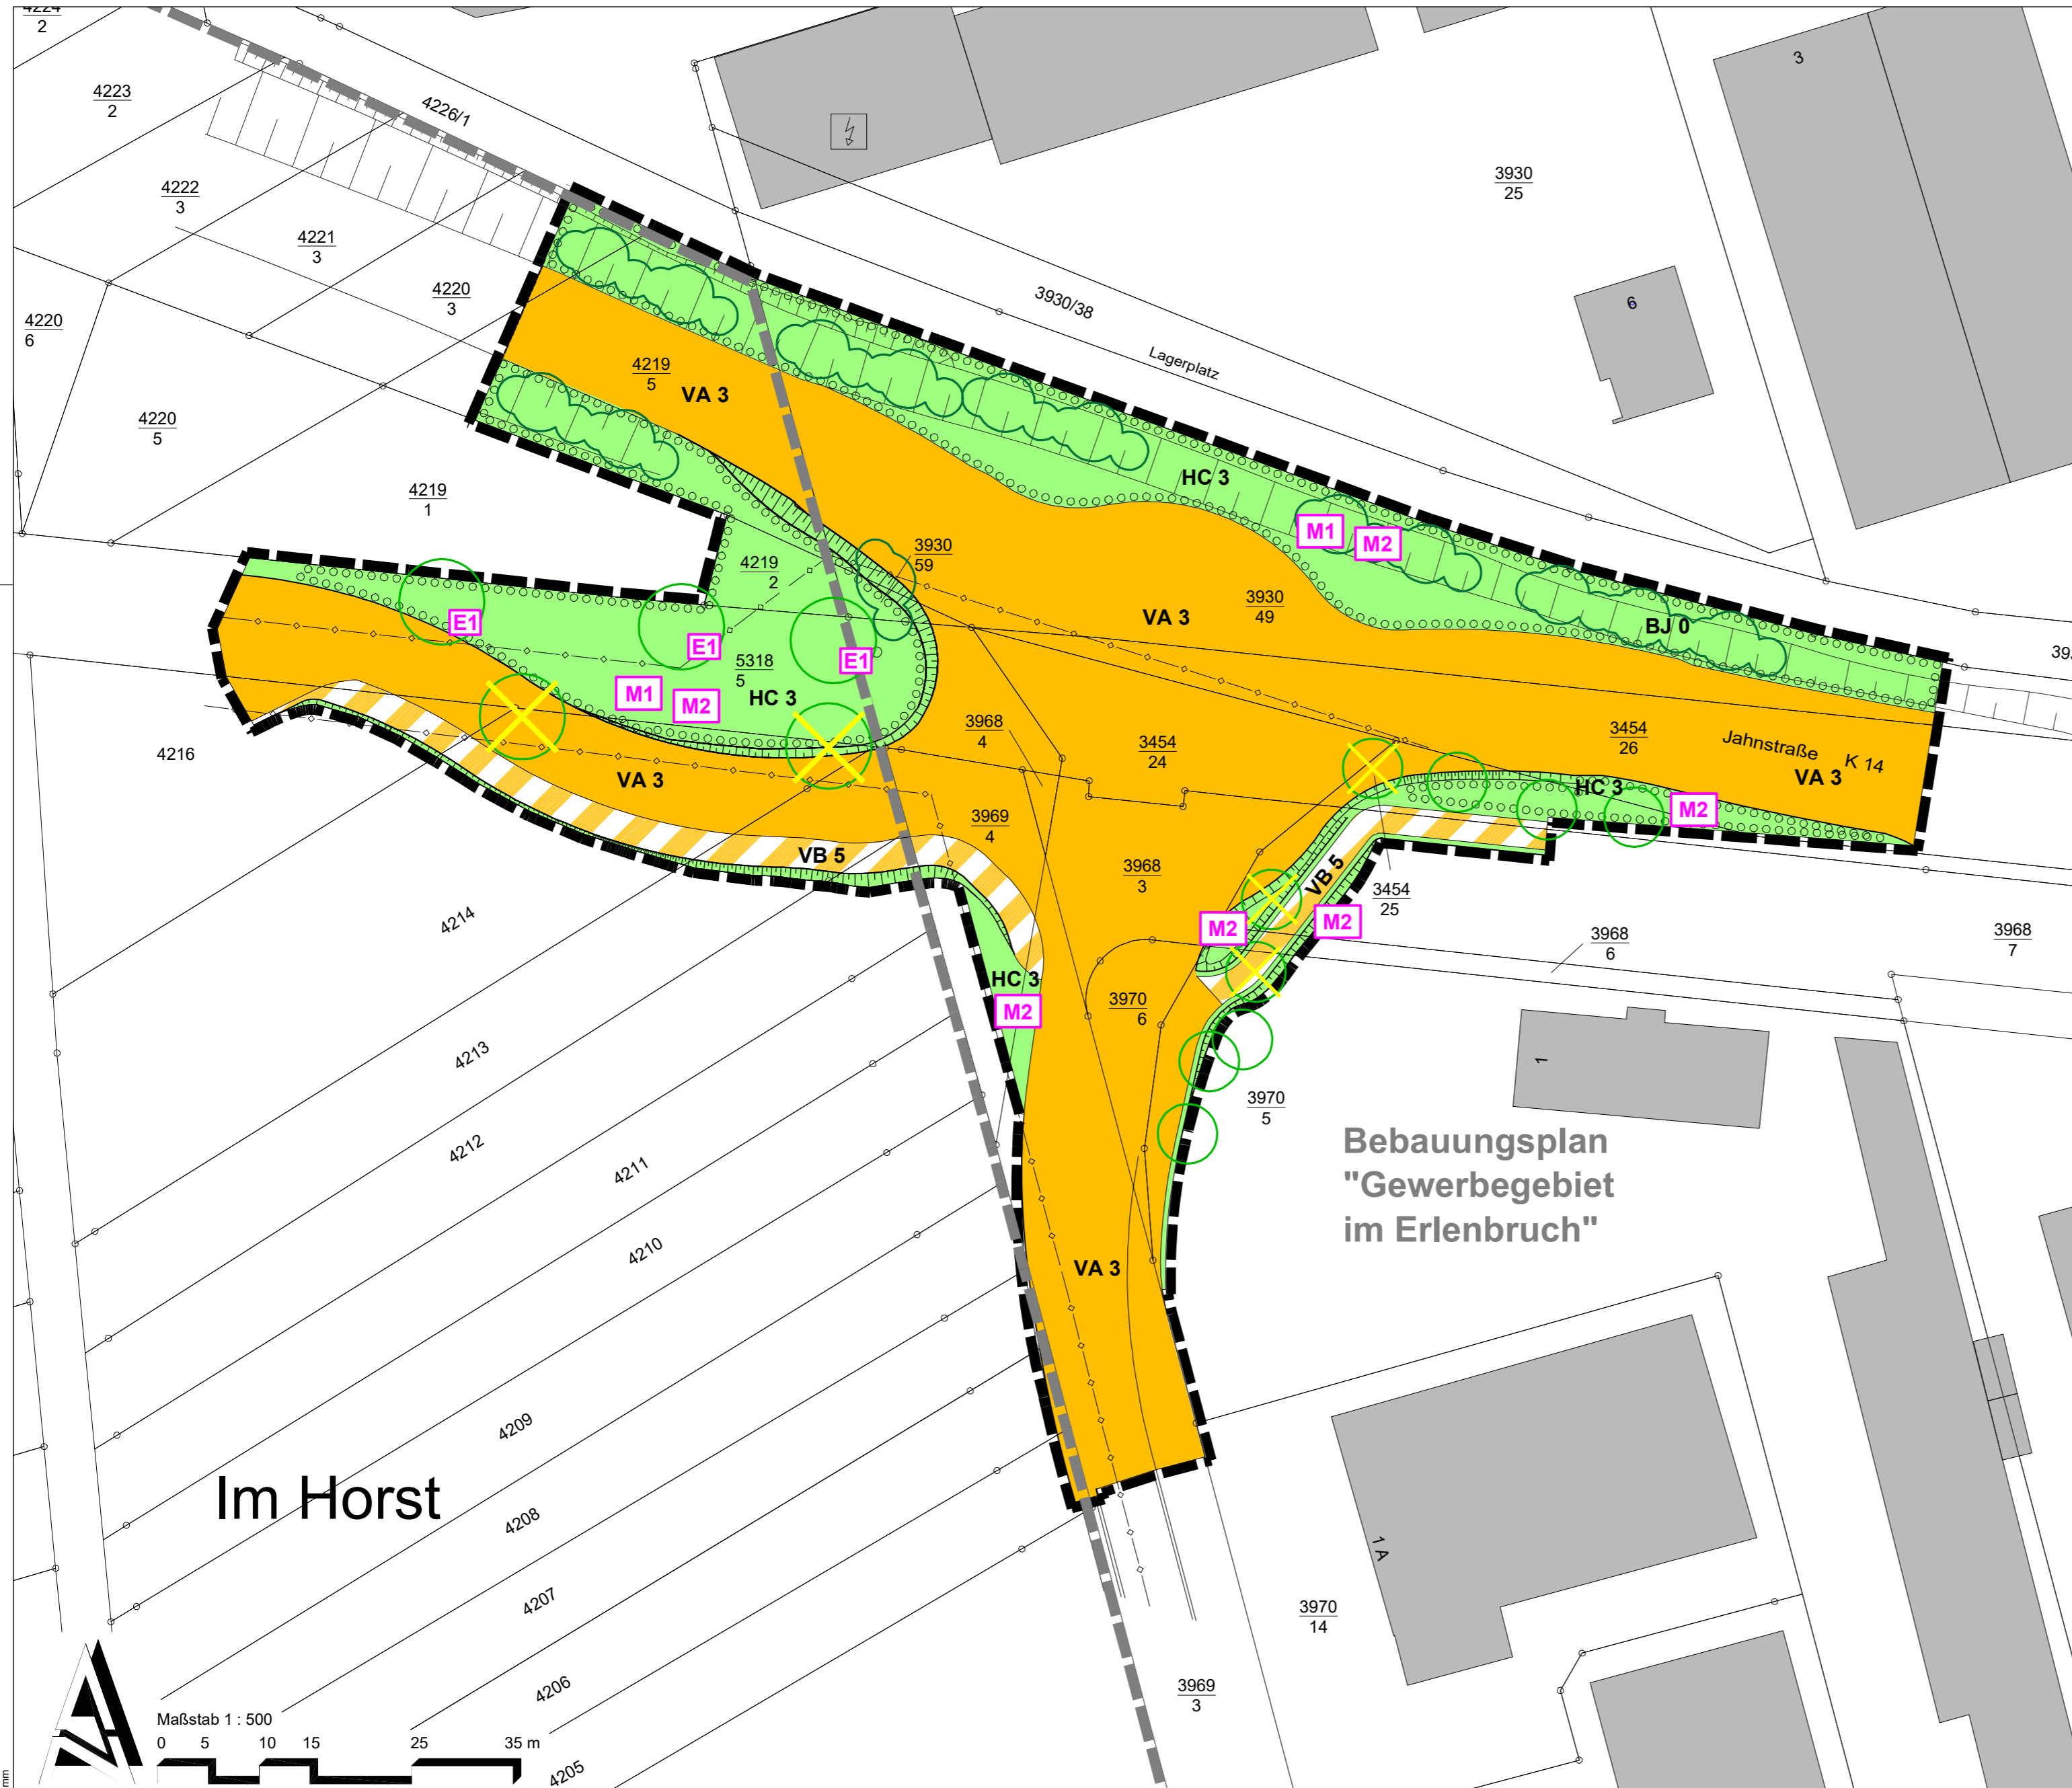 4224
2
4223
2
4226/1
3
3930
25
4222
3
4221
3
4220
3
4220
6
3930/38
6
Lagerplatz
4219
5
VA 3
4220
5
HC 3
4219
1
M1
M2
3930
59
4219
2
3930
49
VA 3
BJ 0
E1
E1
E1
5318
5
M1
M2
HC 3
3968
4
3454
24
3454
26
Jahnstraße K 14
VA 3
4216
VA 3
HC 3
M2
3969
4
VB 5
3968
3
VB 5
3454
25
4214
M2
M2
3968
6
3968
7
HC 3
M2
3970
6
4213
1
3970
5
4212
4211
Bebauungsplan
"Gewerbegebiet
im Erlenbruch"
4210
VA 3
4209
Im Horst
4208
1 A
4207
3970
14
4206
3969
3
Maßstab 1 : 500
0 5 10 15 25 35 m
4205
mm